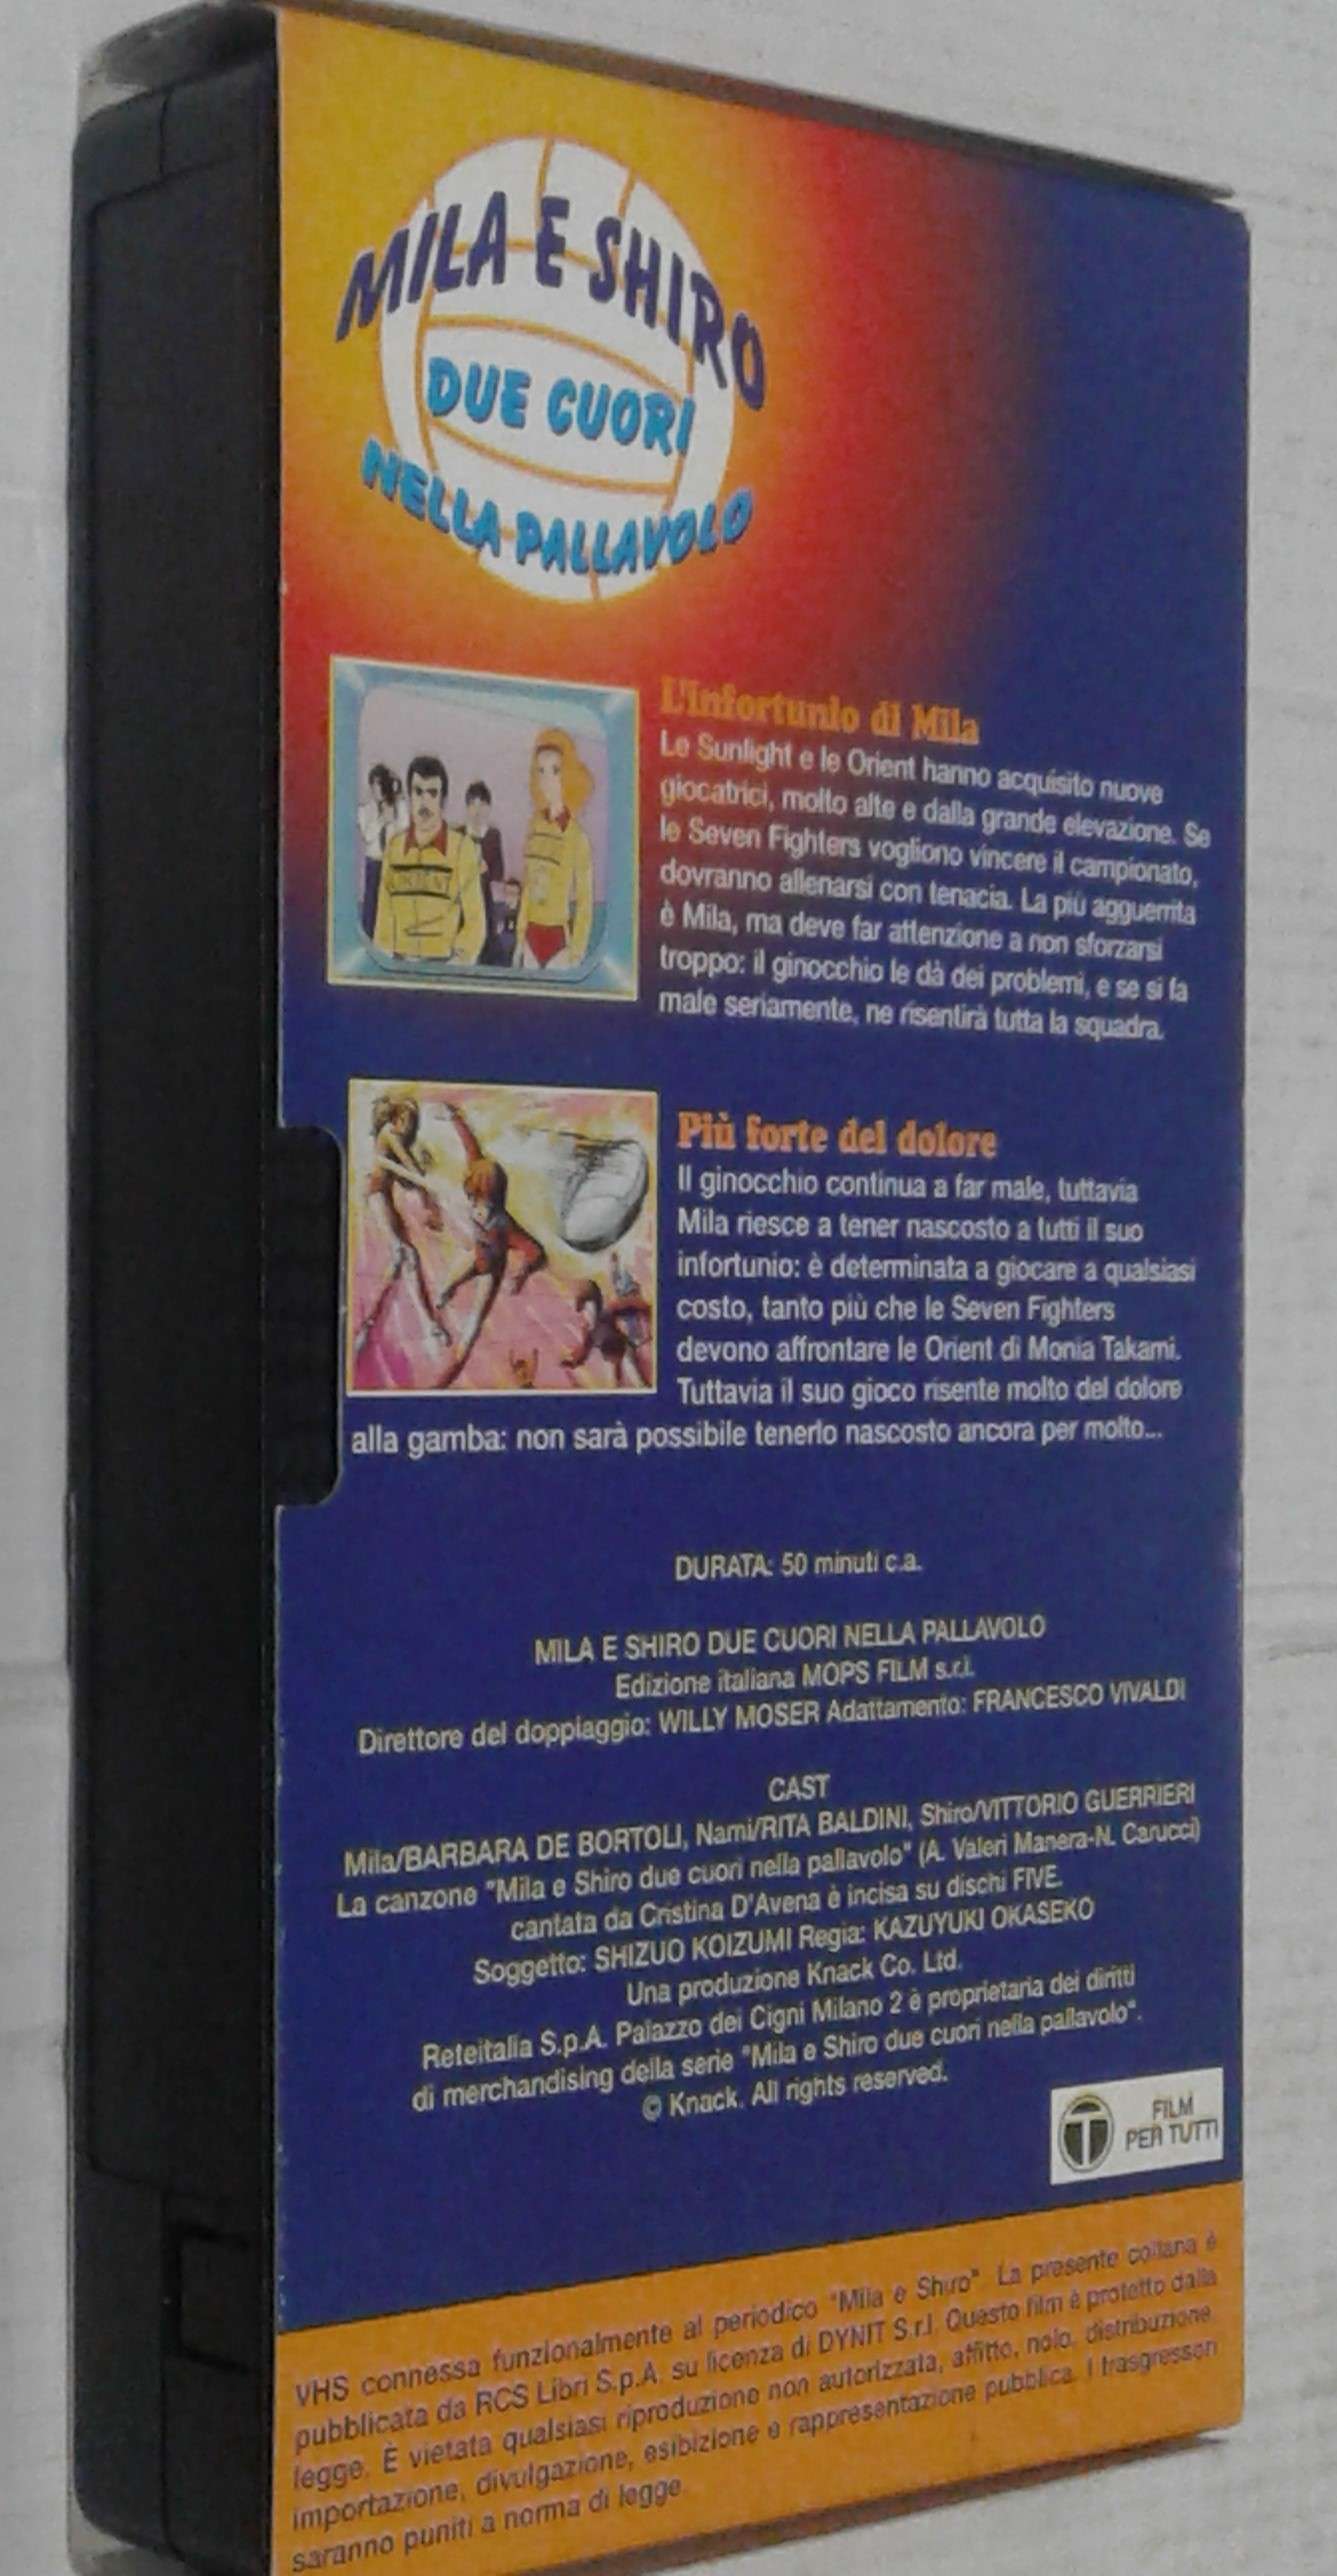 MILA E SHIRO
DUE CUORI
NELLA PALLAVOLO
L'infortunio di Mila
Le Sunlight e le Orient hanno acquisito nuove
giocatrici, molto alte e dalla grande elevazione. Se
le Seven Fighters vogliono vincere il campionato,
dovranno allenarsi con tenacia. La più agguerrita
è Mila, ma deve far attenzione a non sforzarsi
troppo: il ginocchio le dà dei problemi, e se si fa
male seriamente, ne risentirà tutta la squadra.
Più forte del dolore
Il ginocchio continua a far male, tuttavia
Mila riesce a tener nascosto a tutti il suo
infortunio: è determinata a giocare a qualsiasi
costo, tanto più che le Seven Fighters
devono affrontare le Orient di Monia Takami.
Tuttavia il suo gioco risente molto del dolore
alla gamba: non sarà possibile tenerlo nascosto ancora per molto...
DURATA: 50 minuti c.a.
MILA E SHIRO DUE CUORI NELLA PALLAVOLO
Edizione italiana MOPS FILM s.r.l.
Direttore del doppiaggio: WILLY MOSER Adattamento: FRANCESCO VIVALDI
CAST
Mila/BARBARA DE BORTOLI, Nami/RITA BALDINI, Shiro/VITTORIO GUERRIERI
La canzone "Mila e Shiro due cuori nella pallavolo" (A. Valeri Manera-N. Carucci)
cantata da Cristina D'Avena è incisa su dischi FIVE.
Soggetto: SHIZUO KOIZUMI Regia: KAZUYUKI OKASEKO
Una produzione Knack Co. Ltd.
Reteitalia S.p.A. Palazzo dei Cigni Milano 2 è proprietaria dei diritti
di merchandising della serie "Mila e Shiro due cuori nella pallavolo".
© Knack. All rights reserved.
FILM
PER TUTTI
VHS connessa funzionalmente al periodico "Mila e Shiro". La presente collana è
pubblicata da RCS Libri S.p.A. su licenza di DYNIT S.r.l. Questo film è protetto dalla
legge. È vietata qualsiasi riproduzione non autorizzata, affitto, nolo, distribuzione,
importazione, divulgazione, esibizione e rappresentazione pubblica. I trasgressori
saranno puniti a norma di legge.